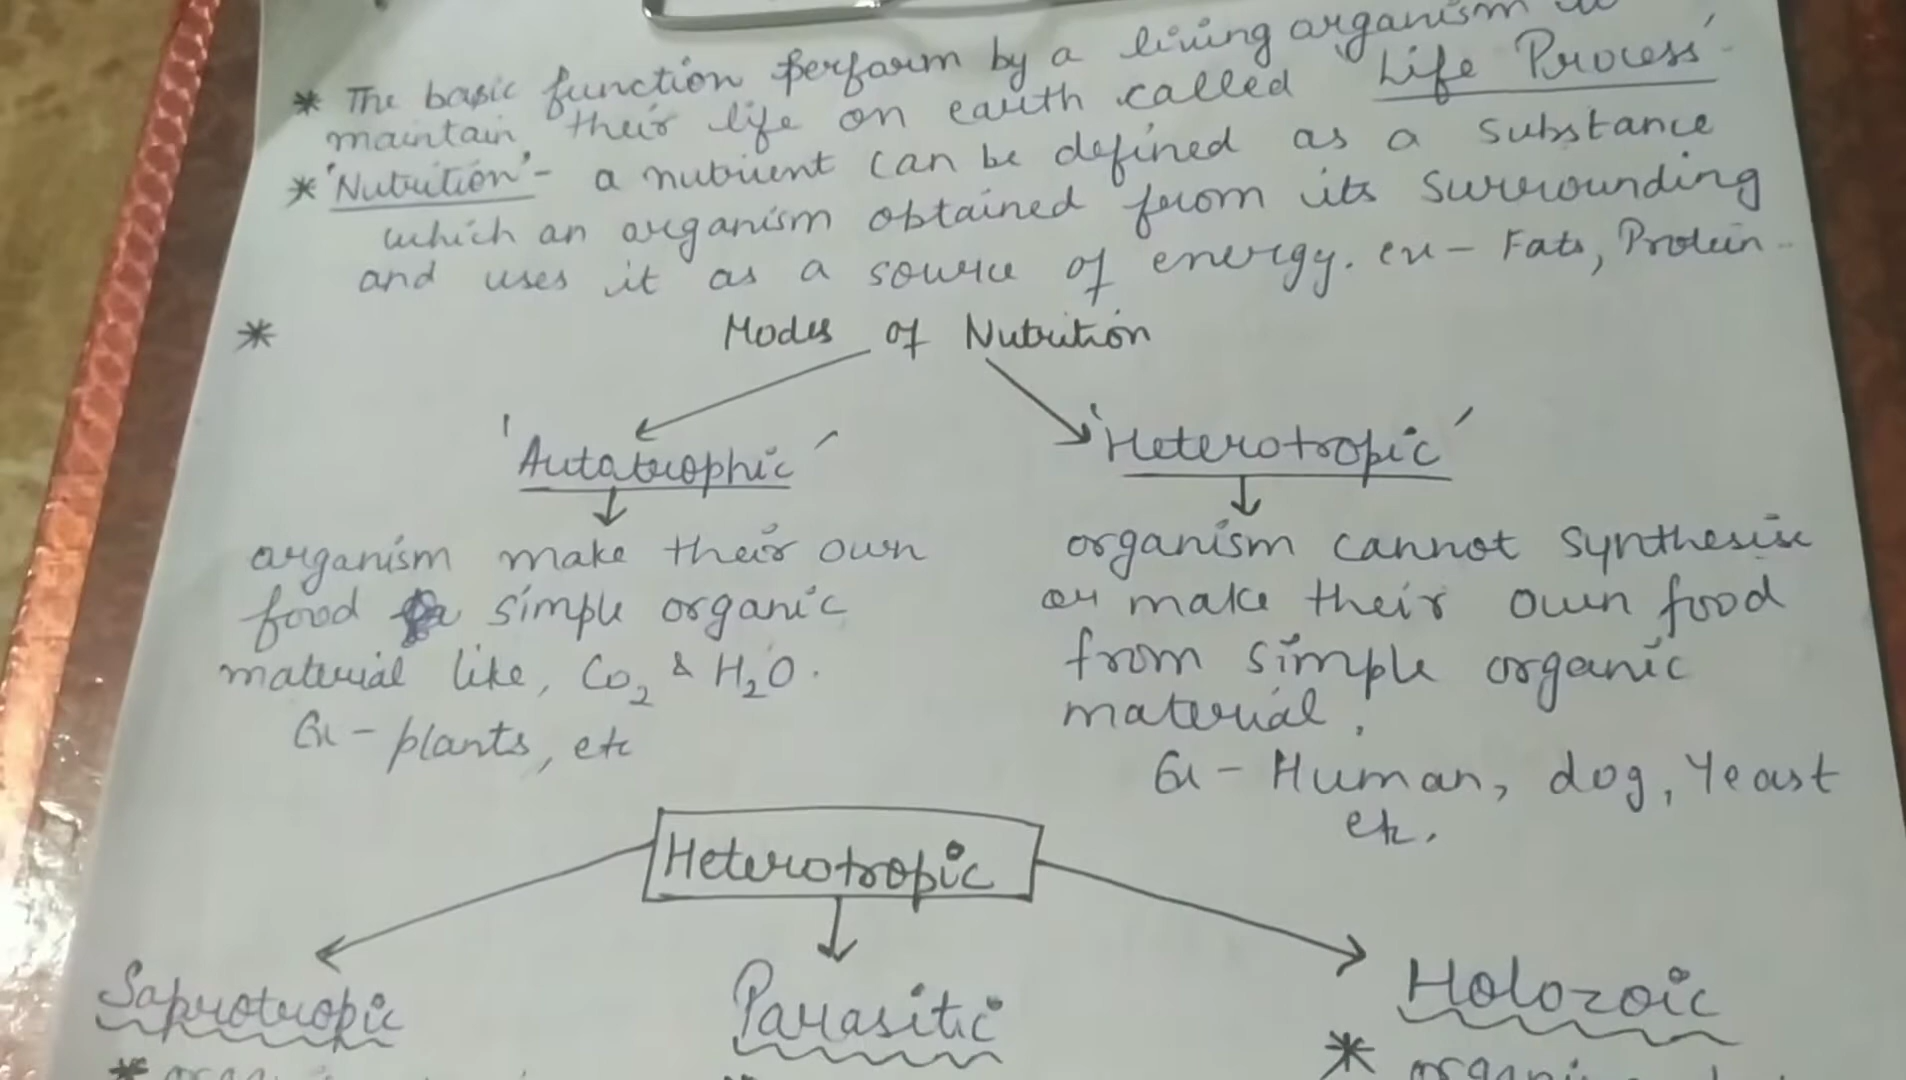 * The basic function perform by a living organism to
maintain their life on earth called 'Life Process'
* 'Nutrition' - a nutrient can be defined as a substance
which an organism obtained from its surrounding
and uses it as a source of energy. ex - Fats, Protein..
* Modes of Nutrition
'Autotrophic' 'Heterotropic'
organism make their own
food simple organic
material like, Co2 & H2O.
Ex - plants, etc
organism cannot synthesise
or make their own food
from simple organic
material,
Ex - Human, dog, Yeast
etc.
Heterotropic
Saprotropic Parasitic Holozoic